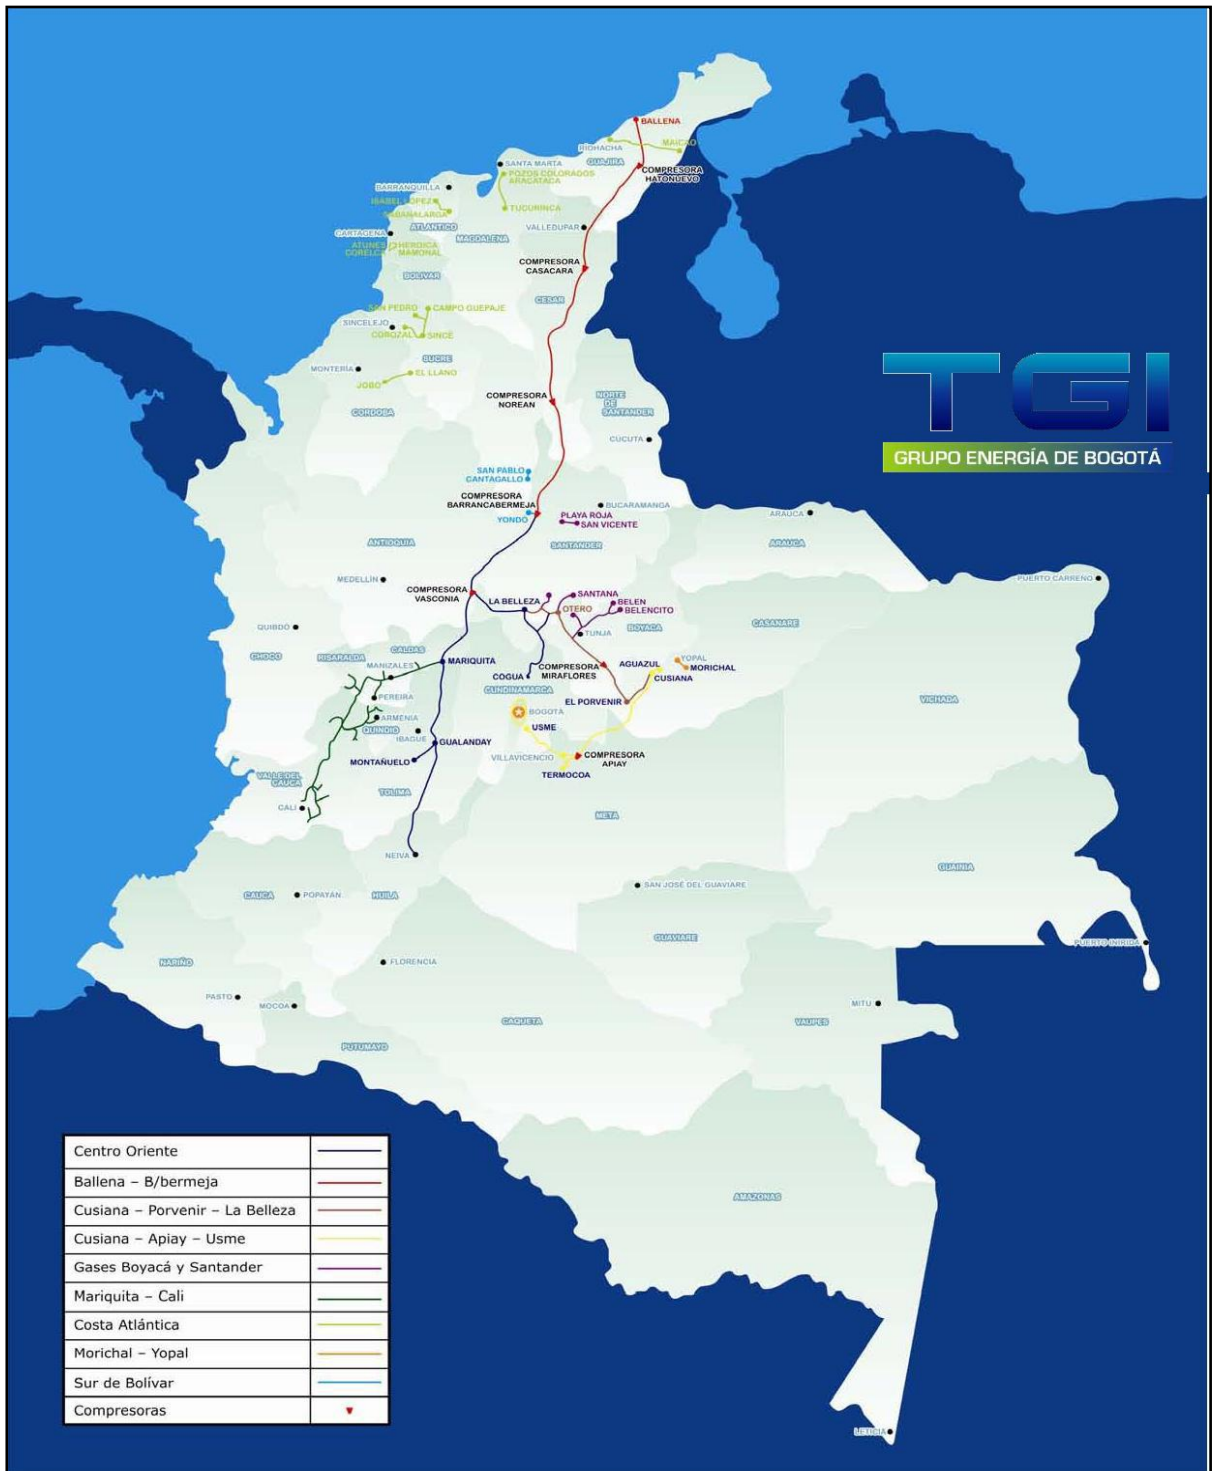 BALLENA
RIOHACHA
MAICAO
GUAJIRA
COMPRESORA
HATONUEVO
SANTA MARTA
POZOS COLORADOS
ARACATACA
BARRANQUILLA
ISABEL LOPEZ
SABANALARGA
TUCURINCA
ATLANTICO
MAGDALENA
VALLEDUPAR
CARTAGENA
ATUNES
CORELCA
HEROICA
MAMONAL
COMPRESORA
CASACARA
BOLIVAR
CESAR
SAN PEDRO
CAMPO GUEPAJE
SINCELEJO
COROZAL
SINCE
SUCRE
MONTERÍA
EL LLANO
JOBO
CORDOBA
COMPRESORA
NOREAN
NORTE
DE
SANTANDER
CUCUTA
TGI
GRUPO ENERGÍA DE BOGOTÁ
SAN PABLO
CANTAGALLO
COMPRESORA
BARRANCABERMEJA
YONDO
BUCARAMANGA
PLAYA ROJA
SAN VICENTE
ARAUCA
ARAUCA
ANTIOQUIA
SANTANDER
MEDELLÍN
COMPRESORA
VASCONIA
LA BELLEZA
SANTANA
OTERO
BELEN
BELENCITO
PUERTO CARREÑO
QUIBDÓ
BOYACA
TUNJA
CASANARE
CHOCO
RISARALDA
CALDAS
MANIZALES
MARIQUITA
COGUA
COMPRESORA
MIRAFLORES
AGUAZUL
CUSIANA
YOPAL
MORICHAL
CUNDINAMARCA
PEREIRA
EL PORVENIR
VICHADA
ARMENIA
BOGOTA
QUINDIO
IBAGUE
USME
GUALANDAY
MONTAÑUELO
VILLAVICENCIO
COMPRESORA
APIAY
TERMOCOA
VALLE DEL
CAUCA
TOLIMA
CALI
META
NEIVA
GUAINIA
CAUCA
POPAYAN
HUILA
SAN JOSÉ DEL GUAVIARE
GUAVIARE
PUERTO INIRIDA
NARIÑO
FLORENCIA
PASTO
MOCOA
MITU
CAQUETA
VAUPES
PUTUMAYO
AMAZONAS
LETICIA
Centro Oriente
Ballena – B/bermeja
Cusiana – Porvenir – La Belleza
Cusiana – Apiay – Usme
Gases Boyacá y Santander
Mariquita – Cali
Costa Atlántica
Morichal – Yopal
Sur de Bolívar
Compresoras